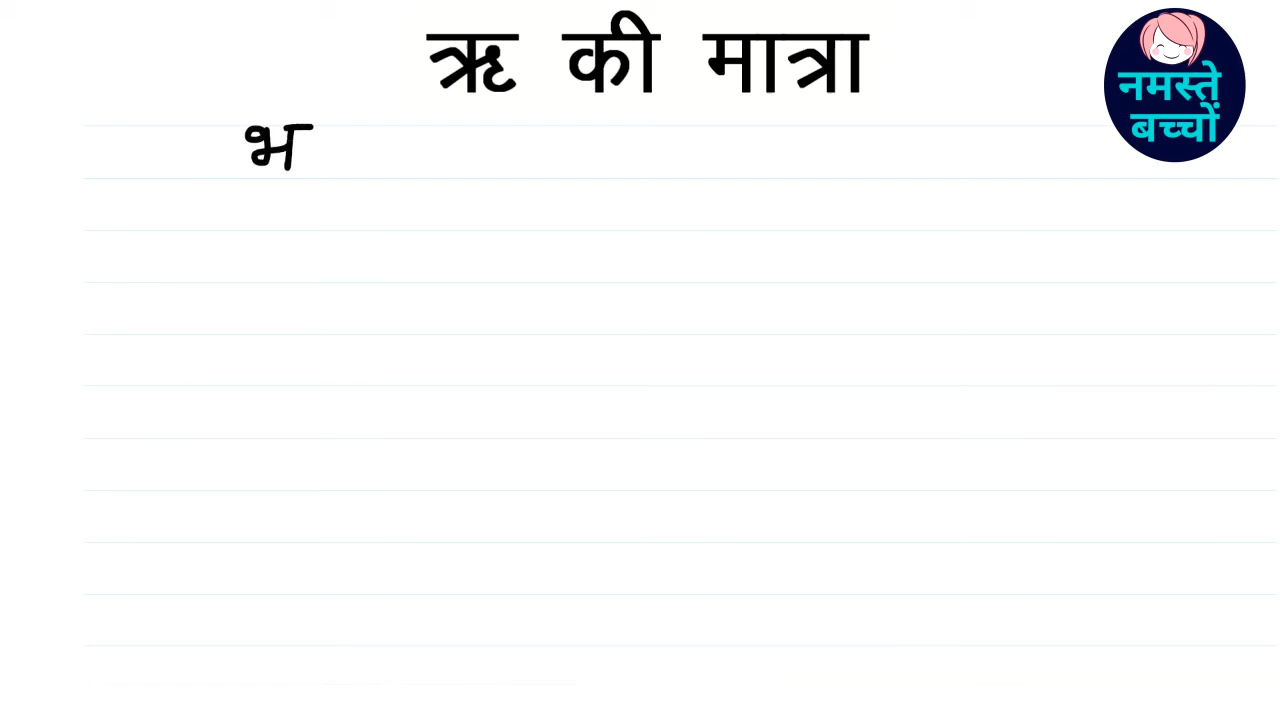 ऋ की मात्रा
नमस्ते
बच्चों
भ